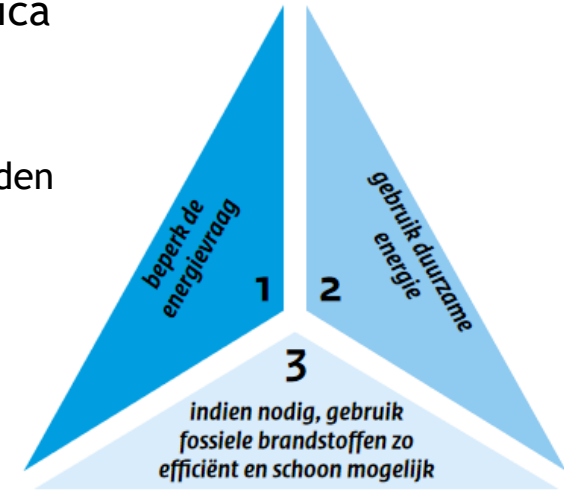 ica
den
beperk de
energievraag
1
2
gebruik duurzame
energie
3
indien nodig, gebruik
fossiele brandstoffen zo
efficiënt en schoon mogelijk